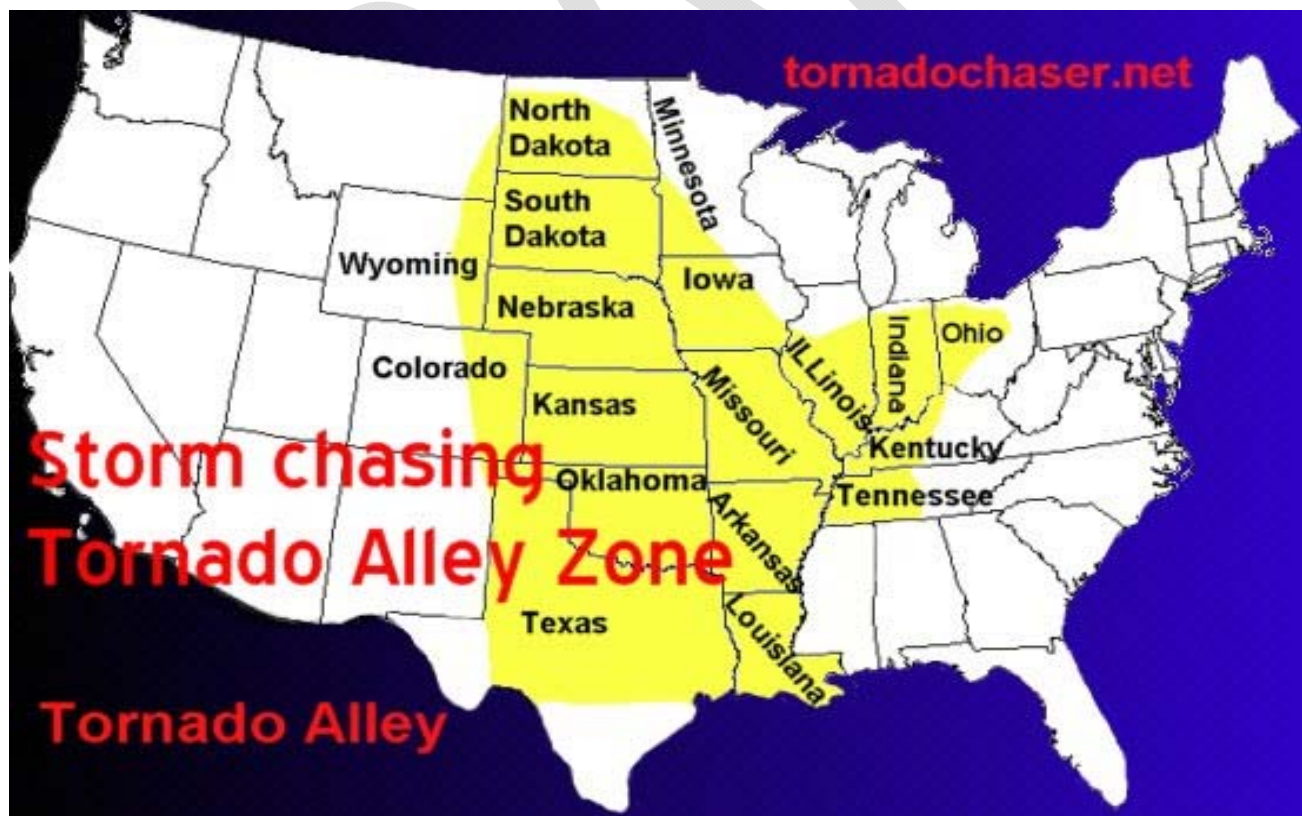 tornadochaser.net
North
Dakota
Minnesota
South
Dakota
Wyoming
Iowa
Nebraska
Colorado
Kansas
Missouri
ILLinois
Indiana
Ohio
Kentucky
Storm chasing
Oklahoma
Tennessee
Arkansas
Tornado Alley Zone
Texas
Louisiana
Tornado Alley